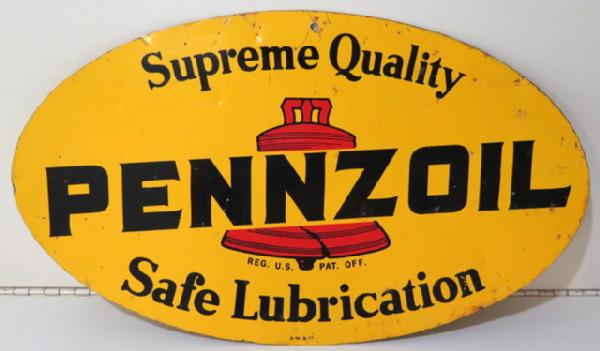 Supreme Quality
PENNZOIL
REG. U.S. PAT. OFF.
Safe Lubrication